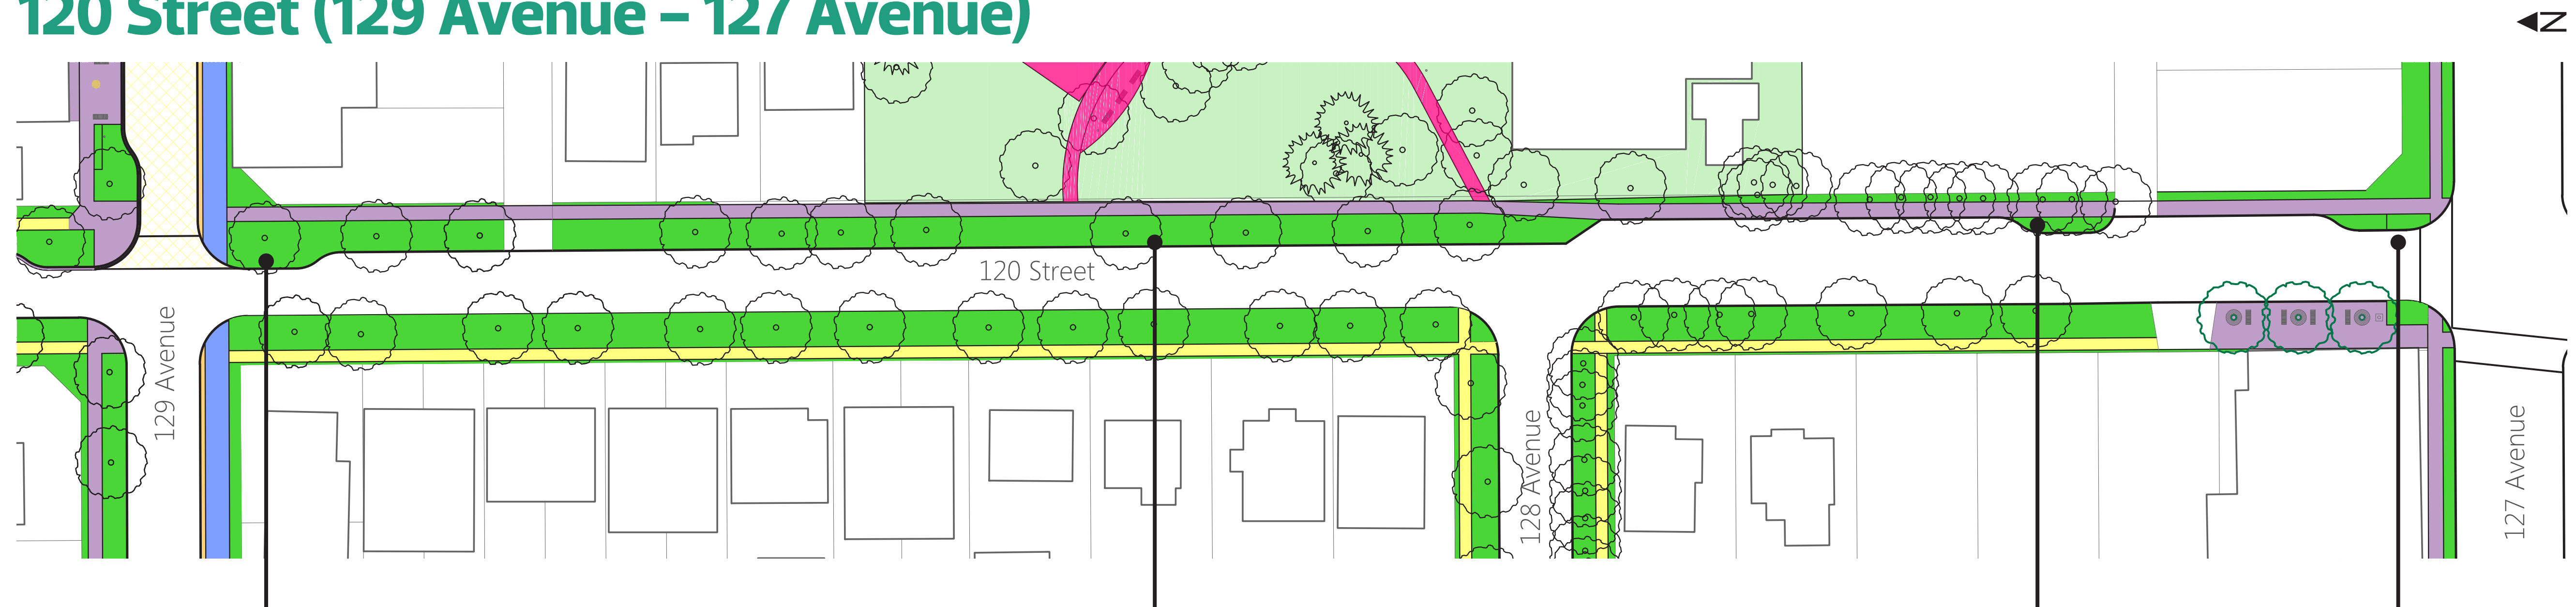 120 Street (129 Avenue – 127 Avenue)
N
120 Street
129 Avenue
128 Avenue
127 Avenue